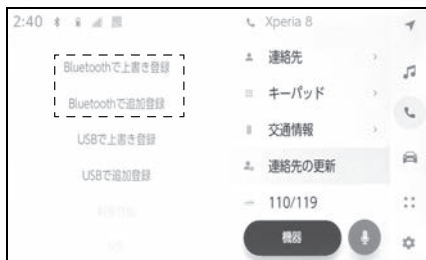 2:40
Bluetoothで上書き登録
Bluetoothで追加登録
USBで上書き登録
USBで追加登録
Xperia 8
連絡先
キーパッド
交通情報
連絡先の更新
110/119
機器